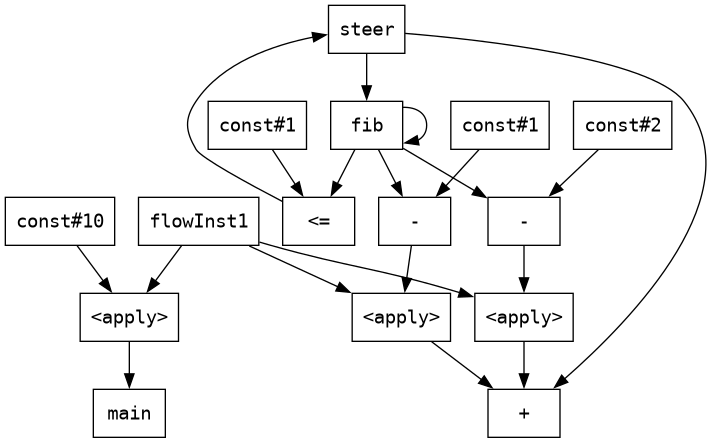 steer
const#1
fib
const#1
const#2
const#10
flowInst1
<=
-
-
<apply>
<apply>
<apply>
main
+